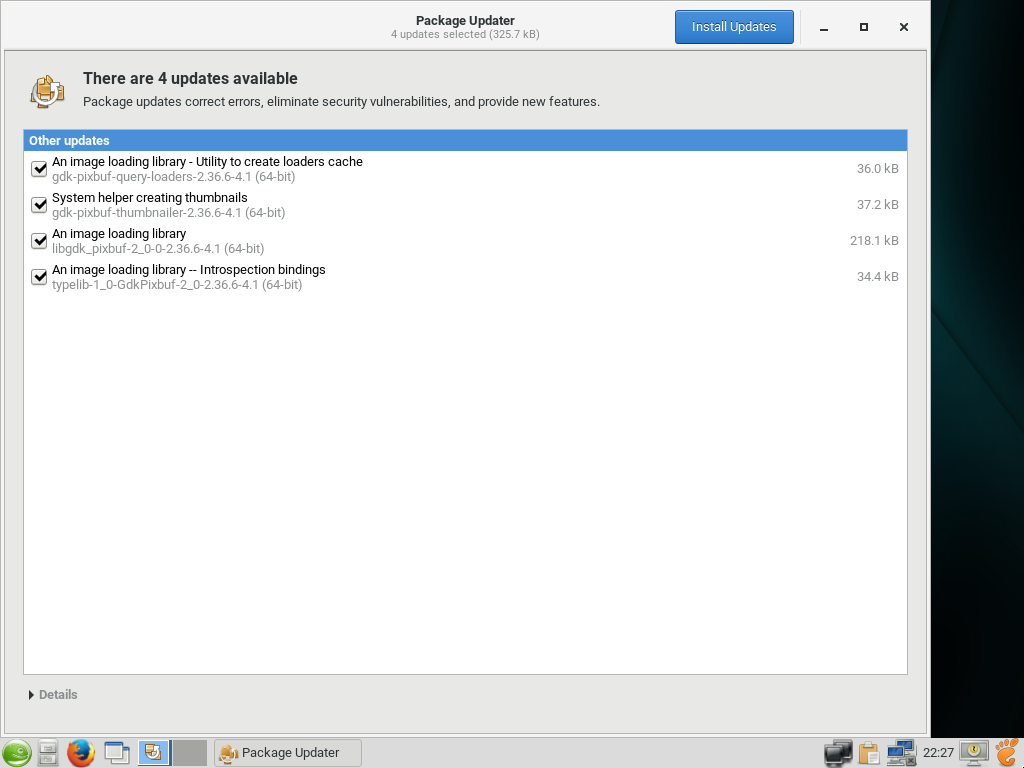 Package Updater
4 updates selected (325.7 kB)
Install Updates
There are 4 updates available
Package updates correct errors, eliminate security vulnerabilities, and provide new features.
Other updates
An image loading library - Utility to create loaders cache
gdk-pixbuf-query-loaders-2.36.6-4.1 (64-bit)
36.0 kB
System helper creating thumbnails
gdk-pixbuf-thumbnailer-2.36.6-4.1 (64-bit)
37.2 kB
An image loading library
libgdk_pixbuf-2_0-0-2.36.6-4.1 (64-bit)
218.1 kB
An image loading library -- Introspection bindings
typelib-1_0-GdkPixbuf-2_0-2.36.6-4.1 (64-bit)
34.4 kB
Details
Package Updater
22:27